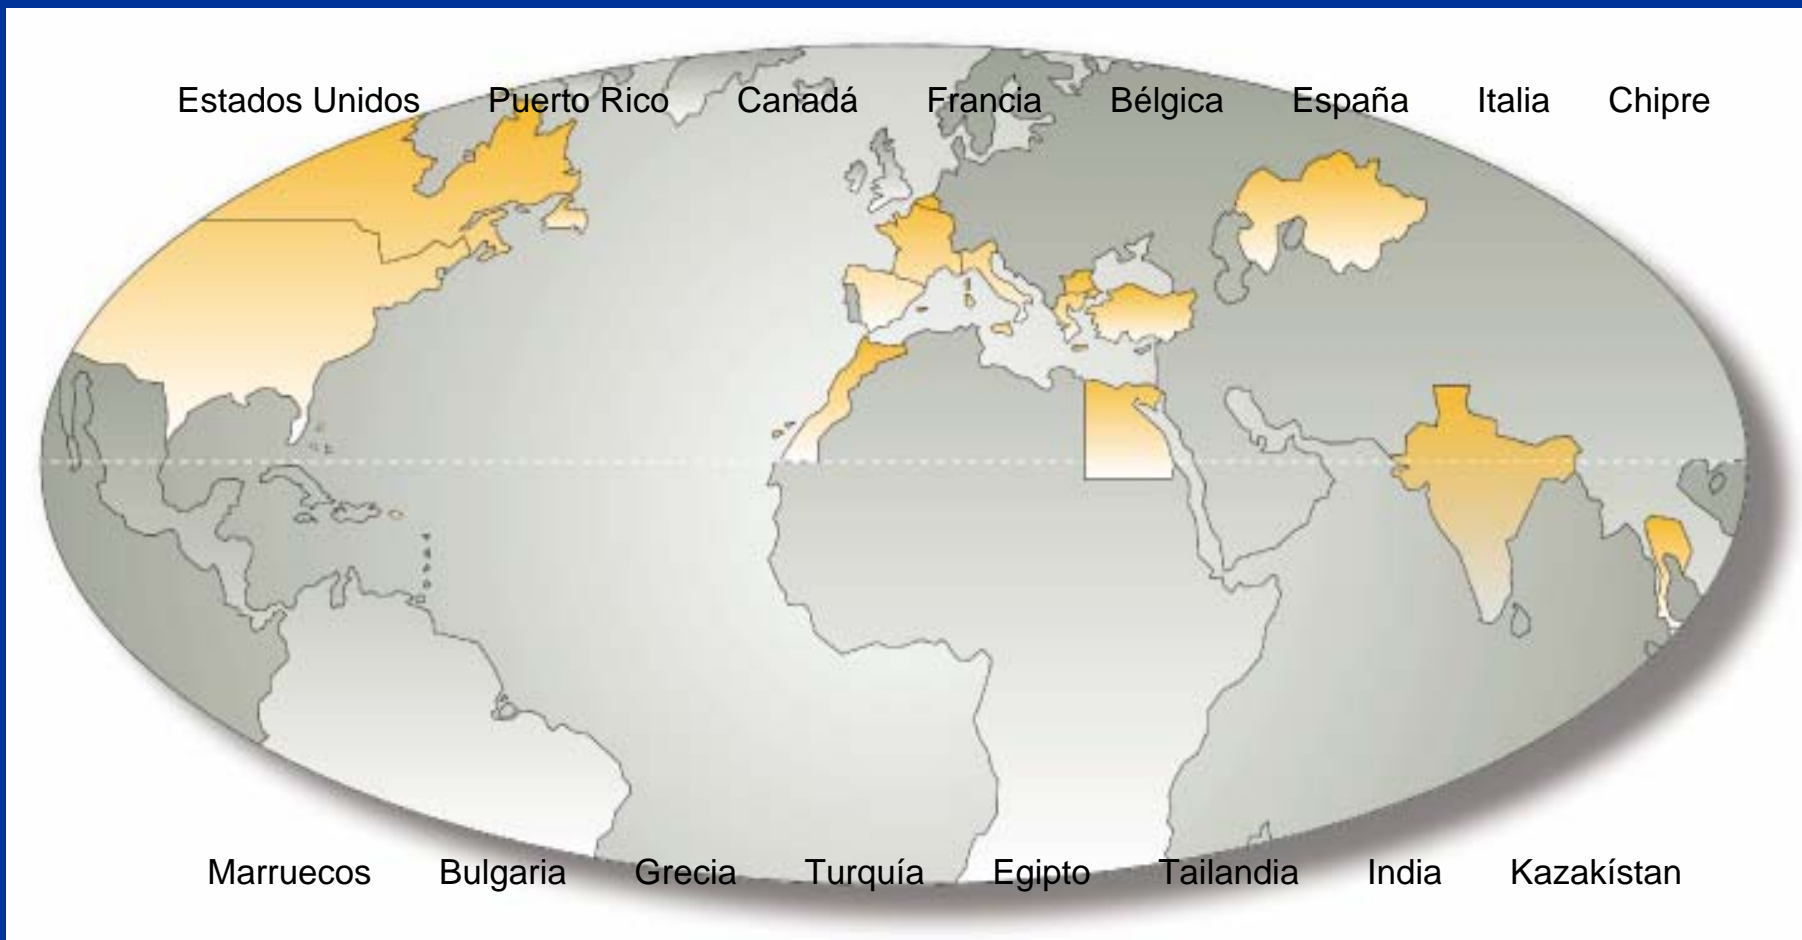 Estados Unidos Puerto Rico Canadá Francia Bélgica España Italia Chipre
Marruecos Bulgaria Grecia Turquía Egipto Tailandia India Kazakístan